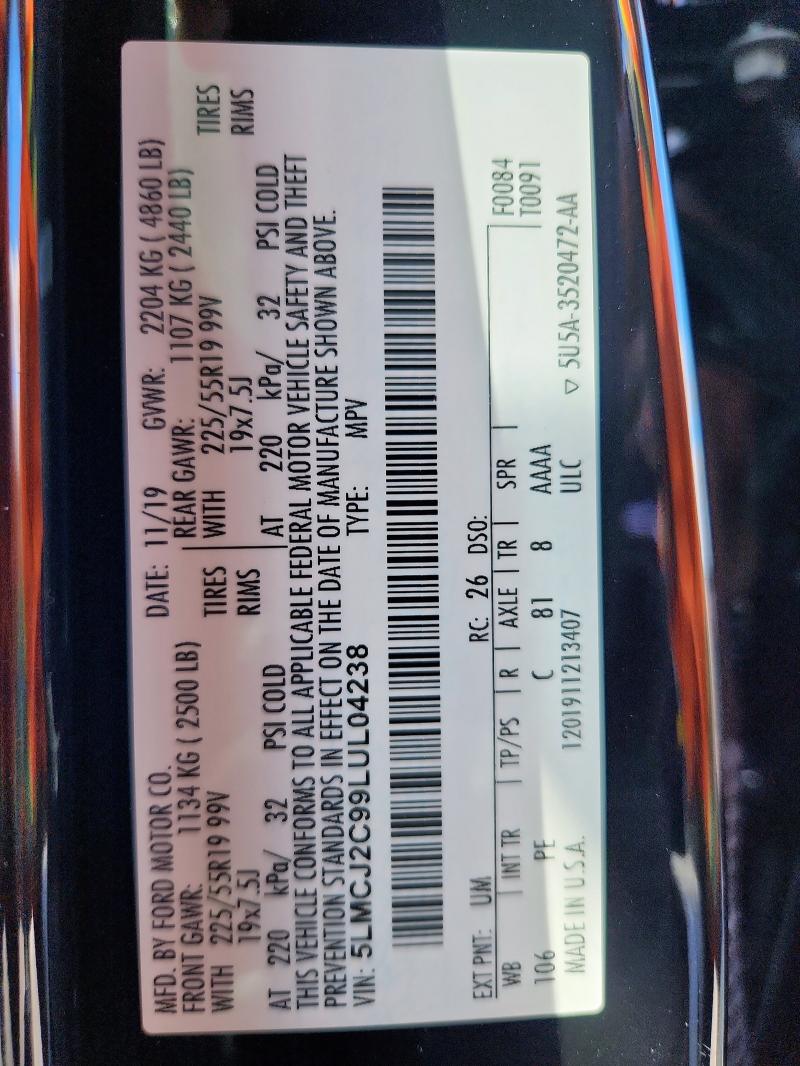 MFD. BY FORD MOTOR CO. DATE: 11/19 GVWR: 2204 KG ( 4860 LB)
FRONT GAWR: 1134 KG ( 2500 LB) REAR GAWR: 1107 KG ( 2440 LB)
WITH 225/55R19 99V TIRES WITH 225/55R19 99V TIRES
19x7.5J RIMS 19x7.5J RIMS
AT 220 kPa/ 32 PSI COLD AT 220 kPa/ 32 PSI COLD
THIS VEHICLE CONFORMS TO ALL APPLICABLE FEDERAL MOTOR VEHICLE SAFETY AND THEFT
PREVENTION STANDARDS IN EFFECT ON THE DATE OF MANUFACTURE SHOWN ABOVE.
VIN: 5LMCJ2C99LUL04238 TYPE: MPV
EXT PNT: UM RC: 26 DSO:
WB INT TR TP/PS R AXLE TR SPR F0084
106 PE C 81 8 AAAA T0091
MADE IN U.S.A. 1201911213407 ULC ▽ 5U5A-3520472-AA